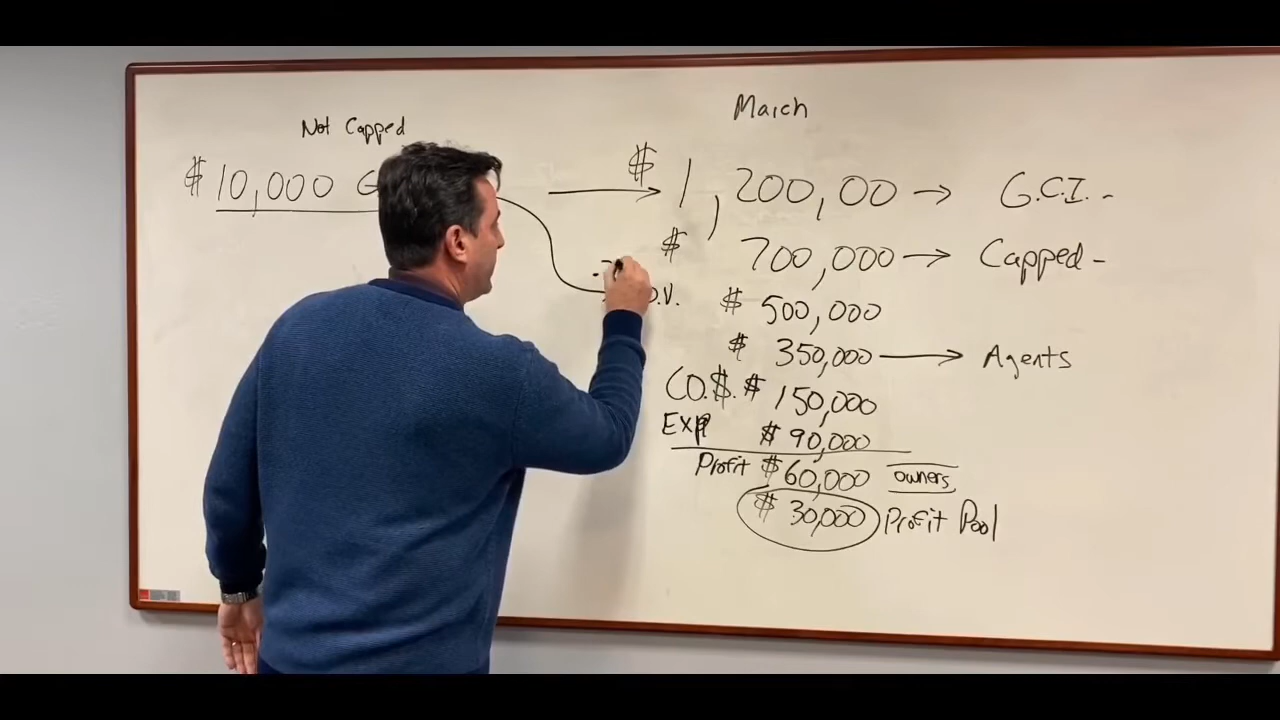 March
Not Capped
$ 10,000 G
$ 1,200,00 → G.C.I. -
$ 700,000 → Capped -
$ 500,000
$ 350,000 → Agents
CO.$. $ 150,000
Exp $ 90,000
Profit $ 60,000 owners
$ 30,000 Profit Pool